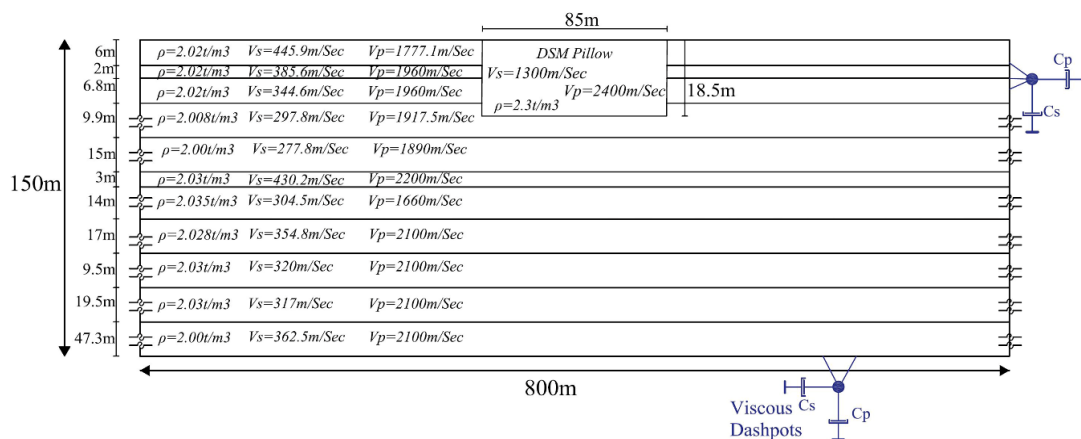 85m
6m ρ=2.02t/m3 Vs=445.9m/Sec Vp=1777.1m/Sec DSM Pillow
2m ρ=2.02t/m3 Vs=385.6m/Sec Vp=1960m/Sec Vs=1300m/Sec Cp
6.8m ρ=2.02t/m3 Vs=344.6m/Sec Vp=1960m/Sec Vp=2400m/Sec 18.5m
ρ=2.3t/m3
9.9m ρ=2.008t/m3 Vs=297.8m/Sec Vp=1917.5m/Sec Cs
15m ρ=2.00t/m3 Vs=277.8m/Sec Vp=1890m/Sec
150m 3m ρ=2.03t/m3 Vs=430.2m/Sec Vp=2200m/Sec
14m ρ=2.035t/m3 Vs=304.5m/Sec Vp=1660m/Sec
17m ρ=2.028t/m3 Vs=354.8m/Sec Vp=2100m/Sec
9.5m ρ=2.03t/m3 Vs=320m/Sec Vp=2100m/Sec
19.5m ρ=2.03t/m3 Vs=317m/Sec Vp=2100m/Sec
47.3m ρ=2.00t/m3 Vs=362.5m/Sec Vp=2100m/Sec
800m
Viscous Cs Cp
Dashpots